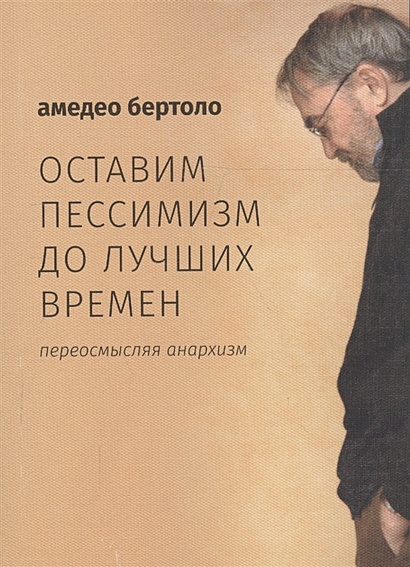 амедео бертоло
ОСТАВИМ
ПЕССИМИЗМ
ДО ЛУЧШИХ
ВРЕМЕН
переосмысляя анархизм